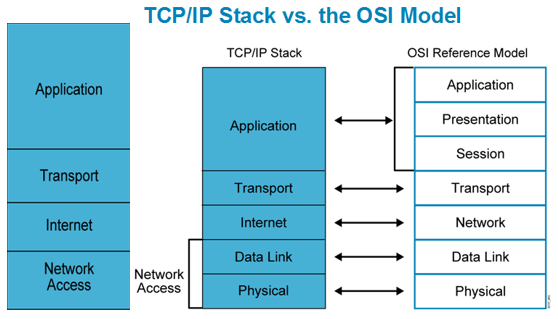 TCP/IP Stack vs. the OSI Model
Application
Transport
Internet
Network
Access
TCP/IP Stack
Application
Transport
Internet
Data Link
Physical
Network
Access
OSI Reference Model
Application
Presentation
Session
Transport
Network
Data Link
Physical